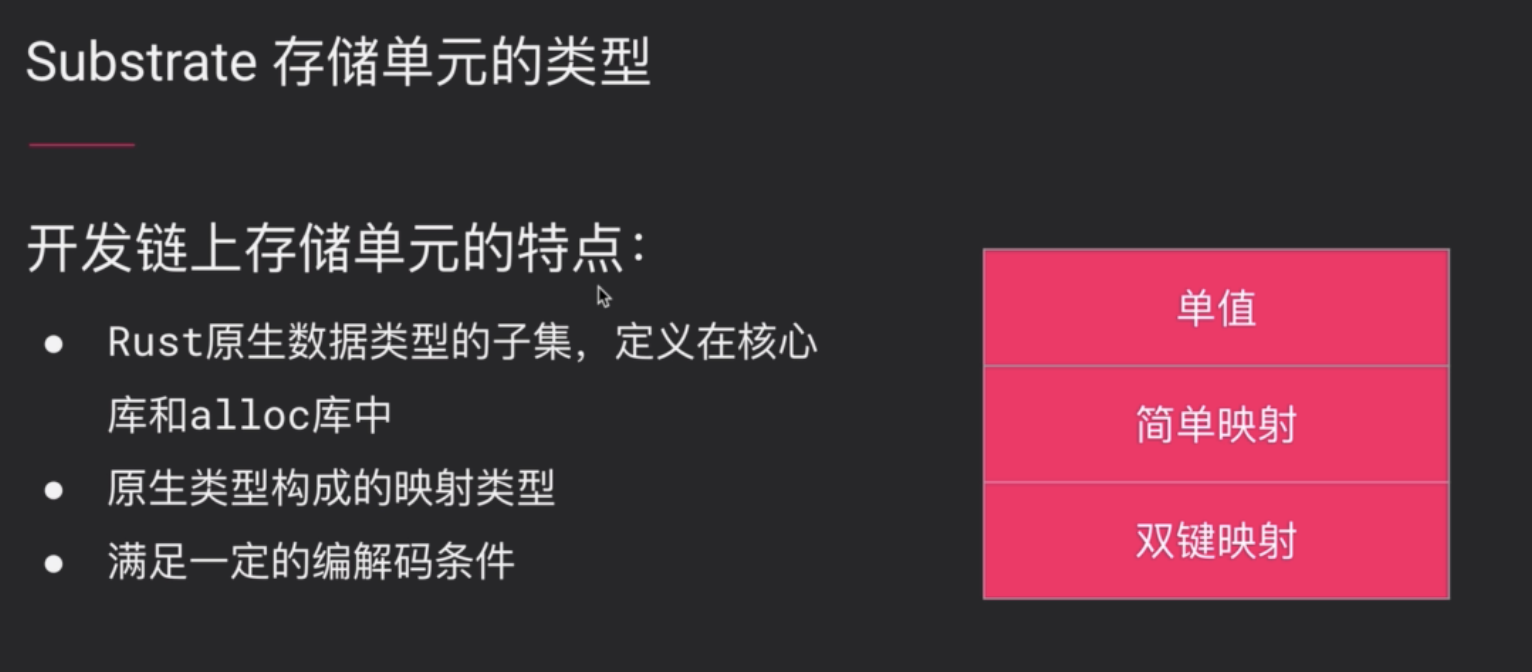 Substrate 存储单元的类型
开发链上存储单元的特点：
● Rust原生数据类型的子集，定义在核心
库和alloc库中
● 原生类型构成的映射类型
● 满足一定的编解码条件
单值
简单映射
双键映射